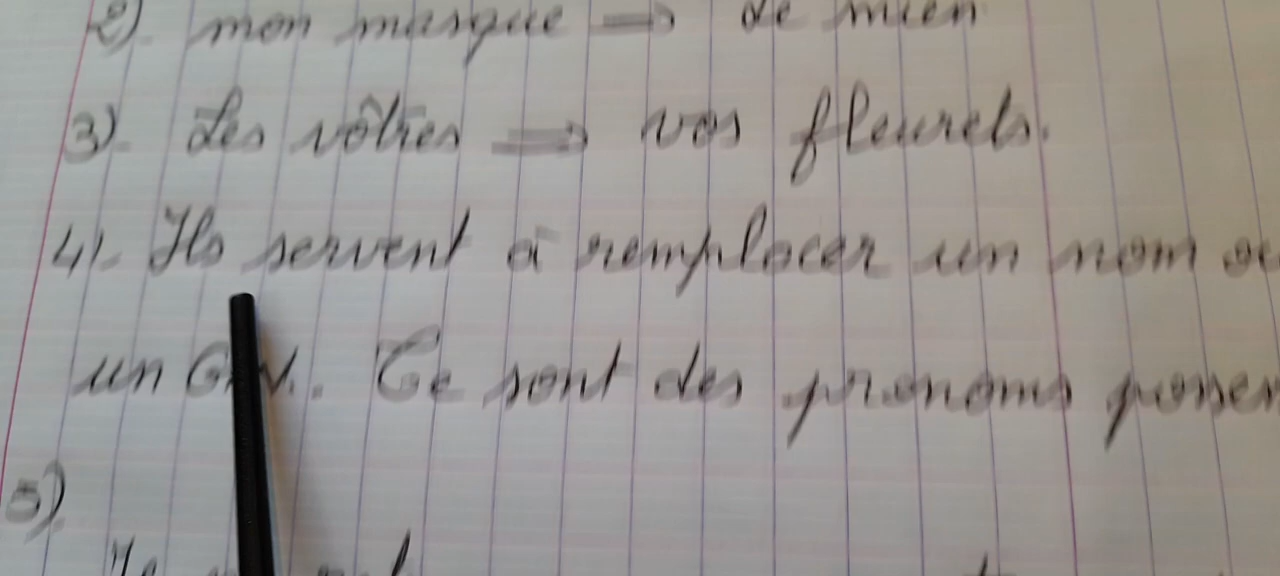 2). mon masque ⇒ Le mien
3). Les vôtres ⇒ vos fleurets.
4). Ils servent à remplacer un nom ou
un G.N. Ce sont des pronoms
5)